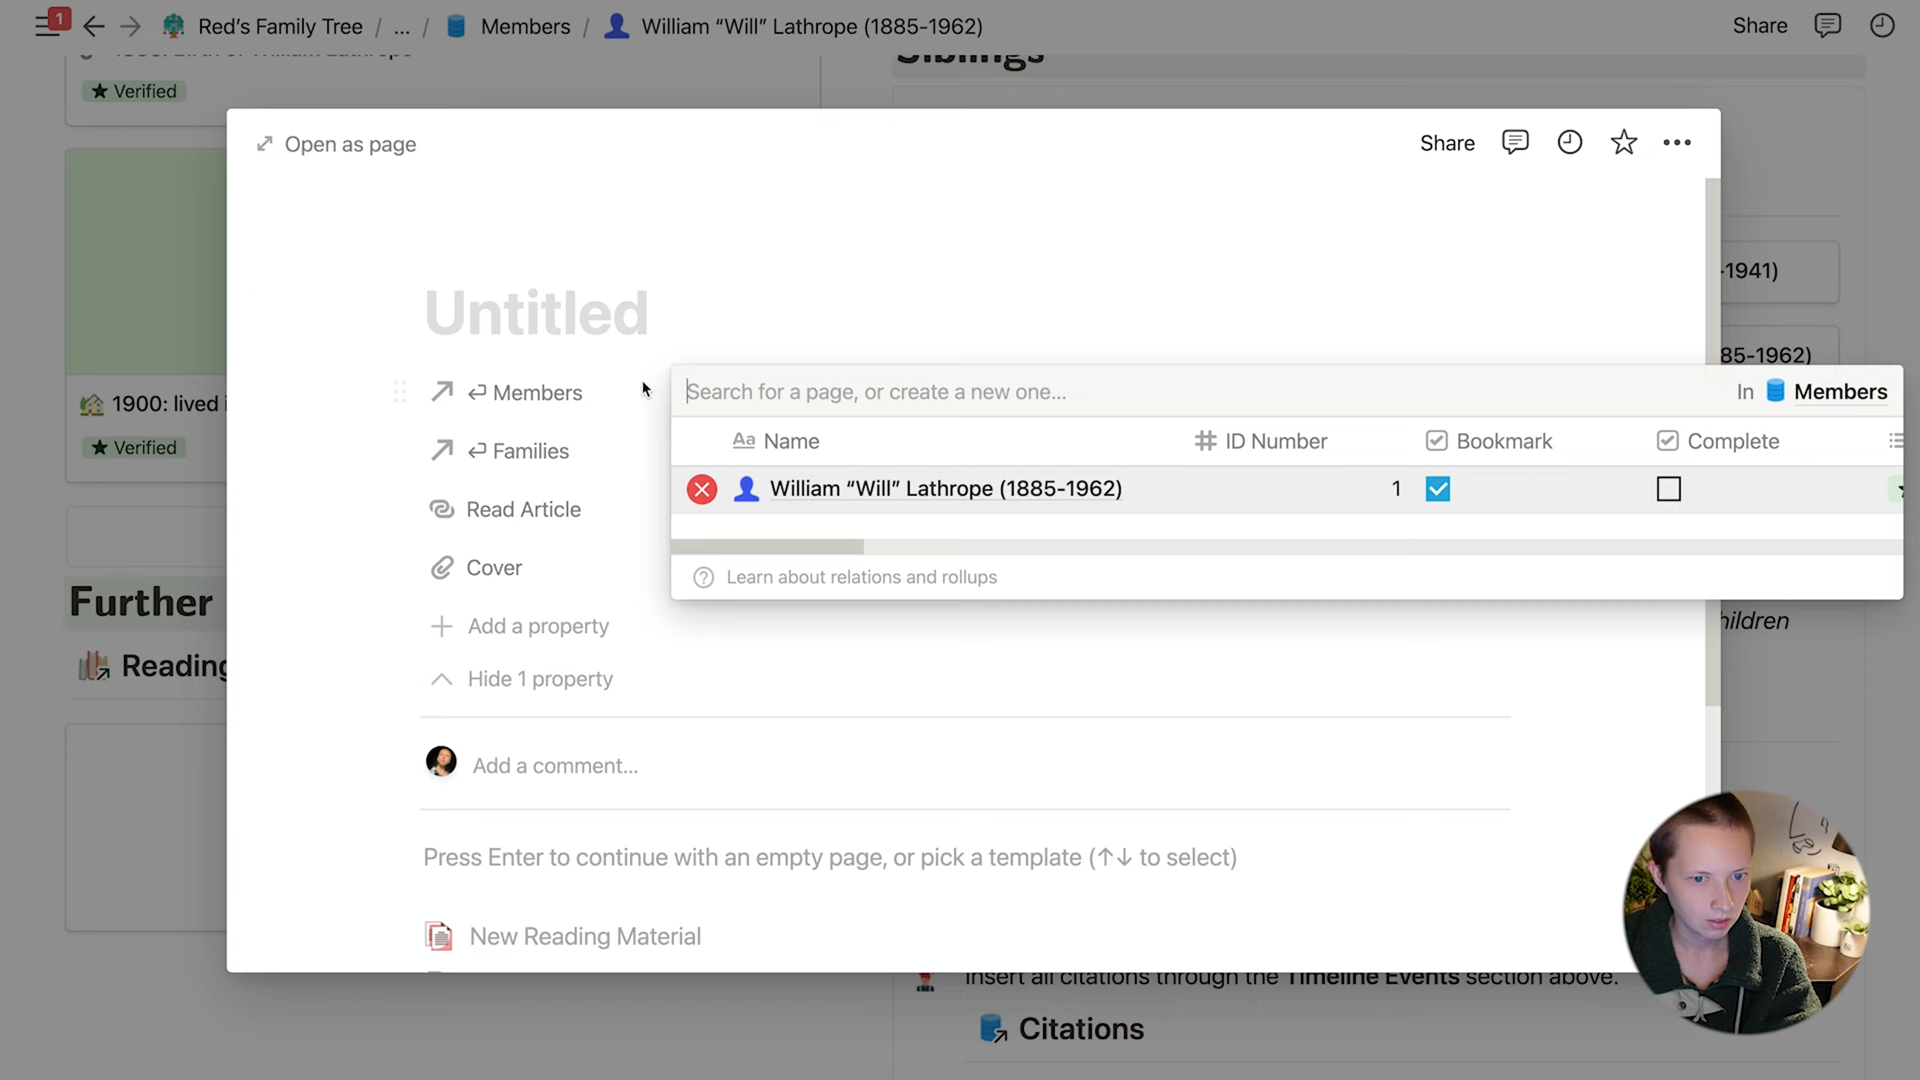 1
Red's Family Tree / ... / Members / William “Will” Lathrope (1885-1962)
Share
Siblings
Verified
Open as page
Share
Untitled
-1941)
85-1962)
Members
Search for a page, or create a new one...
In Members
Families
Name
ID Number
Bookmark
Complete
William “Will” Lathrope (1885-1962)
1
1900: lived i
Verified
Read Article
Cover
Learn about relations and rollups
Further
Add a property
hildren
Reading
Hide 1 property
Add a comment...
Press Enter to continue with an empty page, or pick a template (↑↓ to select)
New Reading Material
Insert all citations through the Timeline Events section above.
Citations